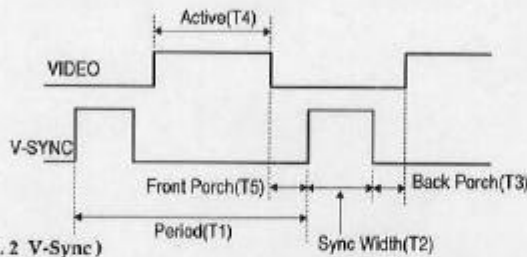 Active(T4)
VIDEO
V-SYNC
Front Porch(T5)
Back Porch(T3)
Period(T1)
Sync Width(T2)
. 2 V-Sync)